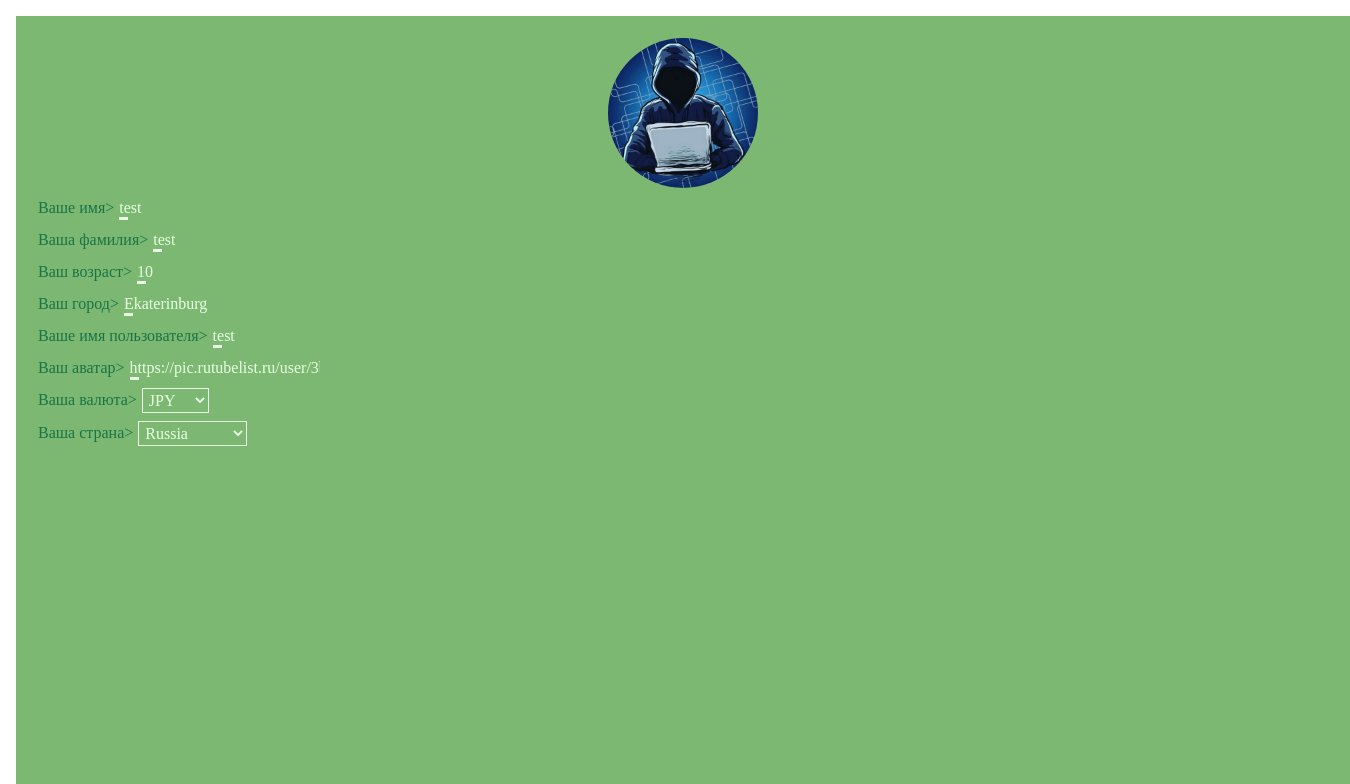 Ваше имя> test
Ваша фамилия> test
Ваш возраст> 10
Ваш город> Ekaterinburg
Ваше имя пользователя> test
Ваш аватар> https://pic.rutubelist.ru/user/3
Ваша валюта> JPY
Ваша страна> Russia